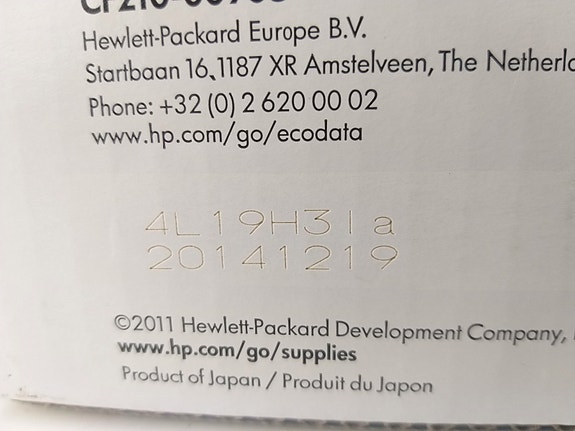 Hewlett-Packard Europe B.V.
Startbaan 16,1187 XR Amstelveen, The
Phone: +32 (0) 2 620 00 02
www.hp.com/go/ecodata
4L19H31a
20141219
©2011 Hewlett-Packard Development Company,
www.hp.com/go/supplies
Product of Japan / Produit du Japon